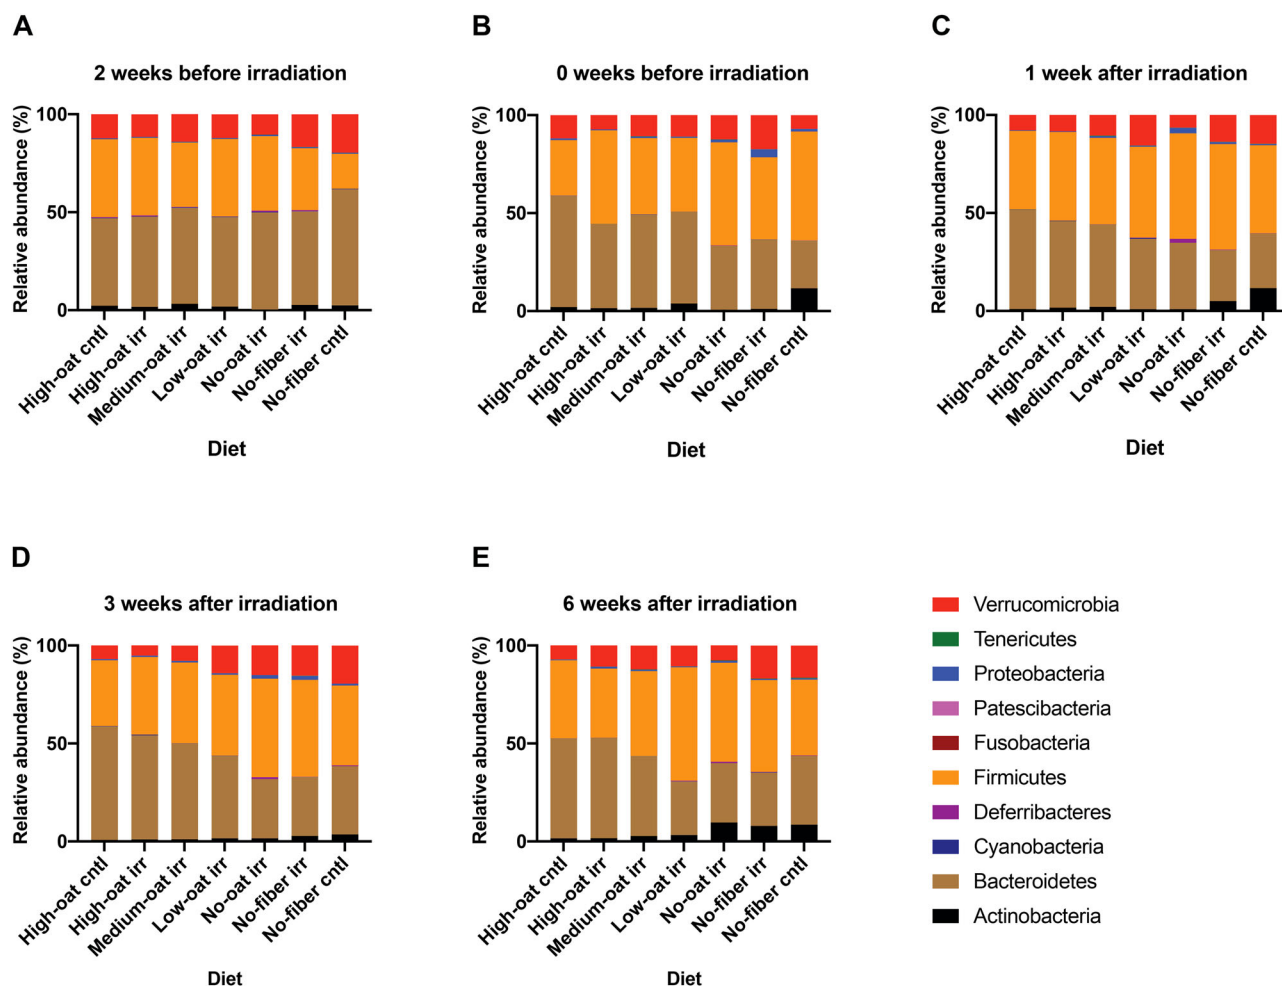 A
2 weeks before irradiation
Relative abundance (%)
100
50
0
High-oat cntl
High-oat irr
Medium-oat irr
Low-oat irr
No-oat irr
No-fiber irr
No-fiber cntl
Diet
B
0 weeks before irradiation
Relative abundance (%)
100
50
0
High-oat cntl
High-oat irr
Medium-oat irr
Low-oat irr
No-oat irr
No-fiber irr
No-fiber cntl
Diet
C
1 week after irradiation
Relative abundance (%)
100
50
0
High-oat cntl
High-oat irr
Medium-oat irr
Low-oat irr
No-oat irr
No-fiber irr
No-fiber cntl
Diet
D
3 weeks after irradiation
Relative abundance (%)
100
50
0
High-oat cntl
High-oat irr
Medium-oat irr
Low-oat irr
No-oat irr
No-fiber irr
No-fiber cntl
Diet
E
6 weeks after irradiation
Relative abundance (%)
100
50
0
High-oat cntl
High-oat irr
Medium-oat irr
Low-oat irr
No-oat irr
No-fiber irr
No-fiber cntl
Diet
Verrucomicrobia
Tenericutes
Proteobacteria
Patescibacteria
Fusobacteria
Firmicutes
Deferribacteres
Cyanobacteria
Bacteroidetes
Actinobacteria